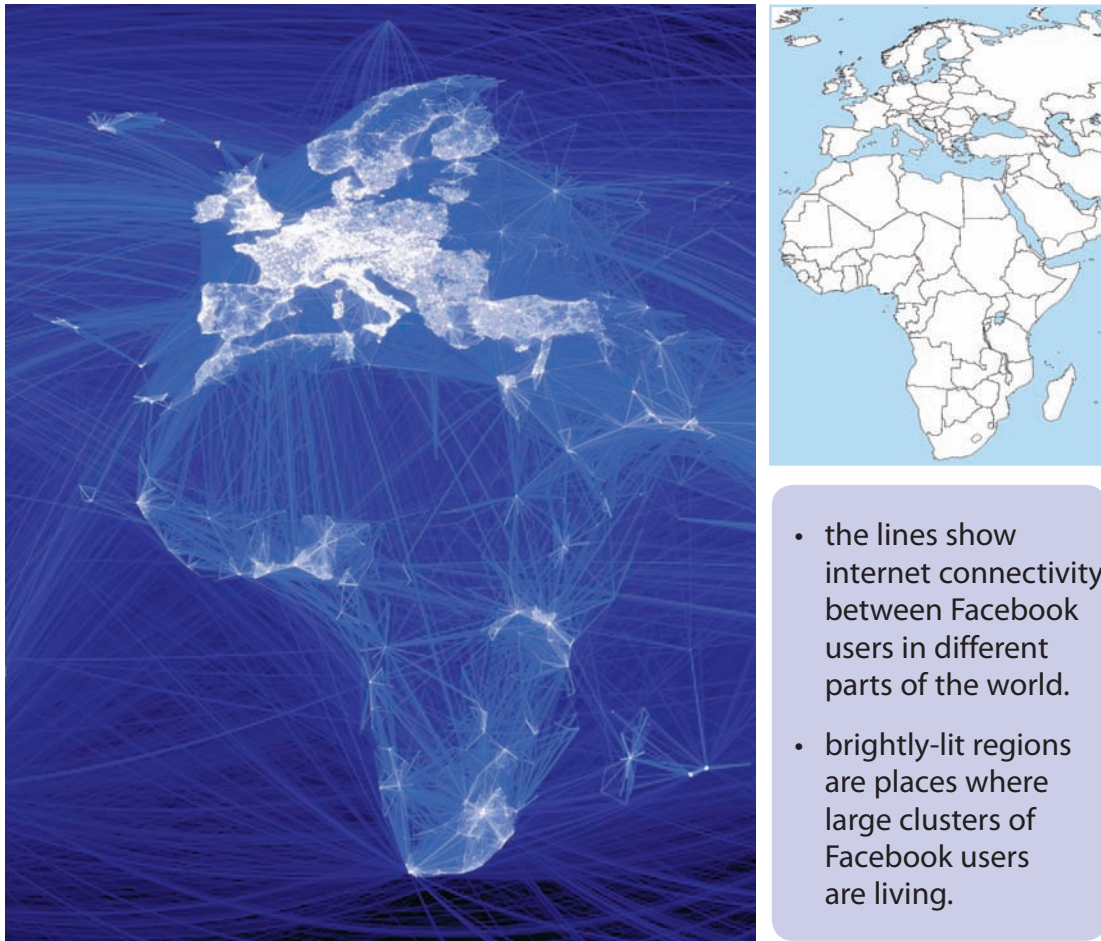 • the lines show
internet connectivity
between Facebook
users in different
parts of the world.
• brightly-lit regions
are places where
large clusters of
Facebook users
are living.